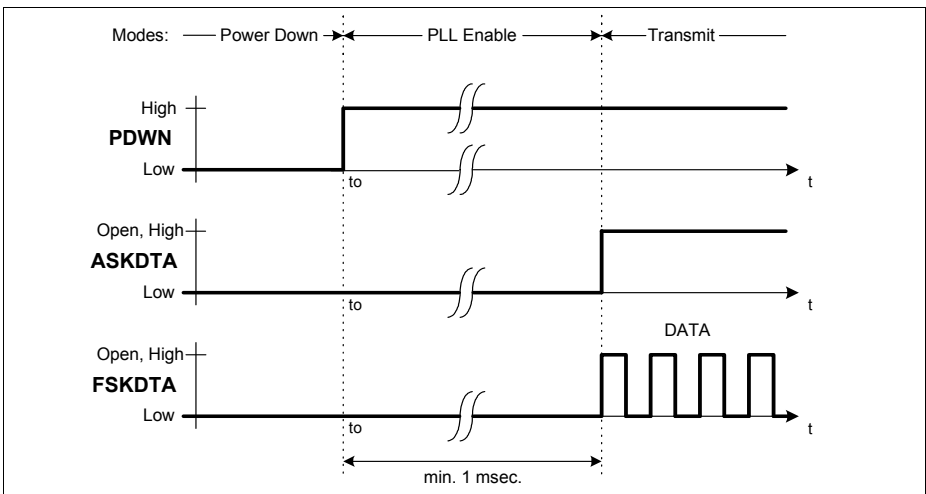 Modes: Power Down PLL Enable Transmit
High
PDWN
Low
to
t
Open, High
ASKDTA
Low
to
t
DATA
Open, High
FSKDTA
Low
to
t
min. 1 msec.